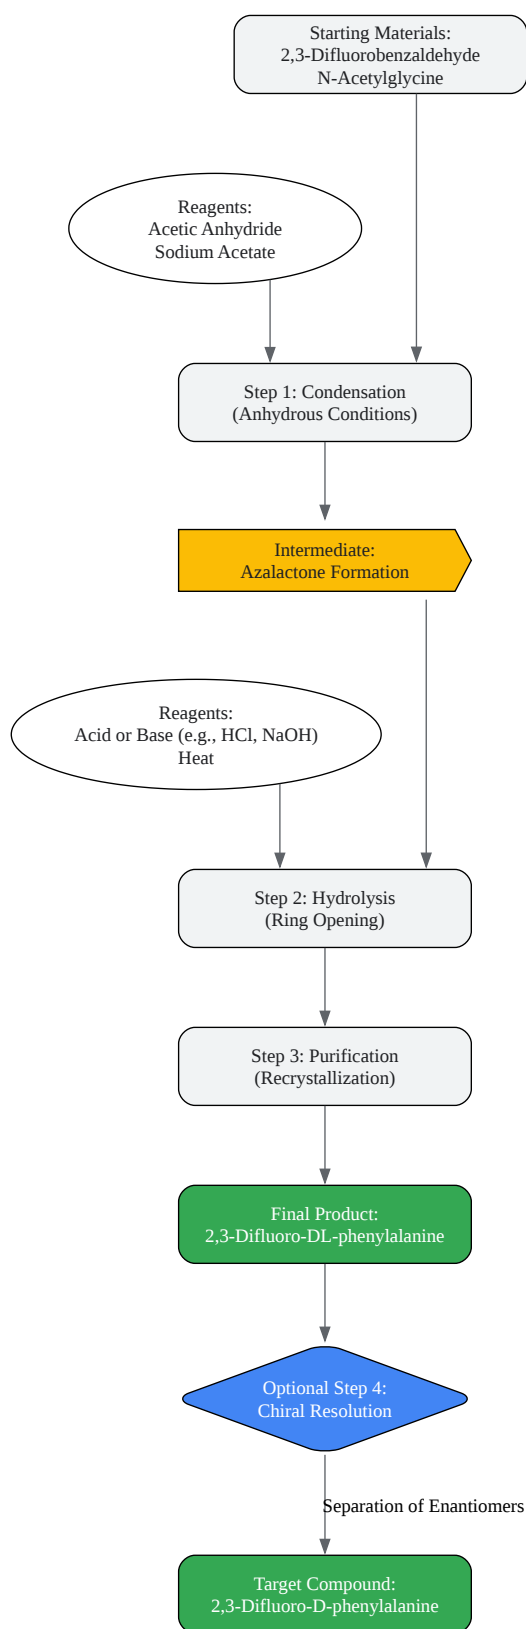 Starting Materials:
2,3-Difluorobenzaldehyde
N-Acetylglycine
Reagents:
Acetic Anhydride
Sodium Acetate
Step 1: Condensation
(Anhydrous Conditions)
Intermediate:
Azalactone Formation
Reagents:
Acid or Base (e.g., HCl, NaOH)
Heat
Step 2: Hydrolysis
(Ring Opening)
Step 3: Purification
(Recrystallization)
Final Product:
2,3-Difluoro-DL-phenylalanine
Optional Step 4:
Chiral Resolution
Separation of Enantiomers
Target Compound:
2,3-Difluoro-D-phenylalanine